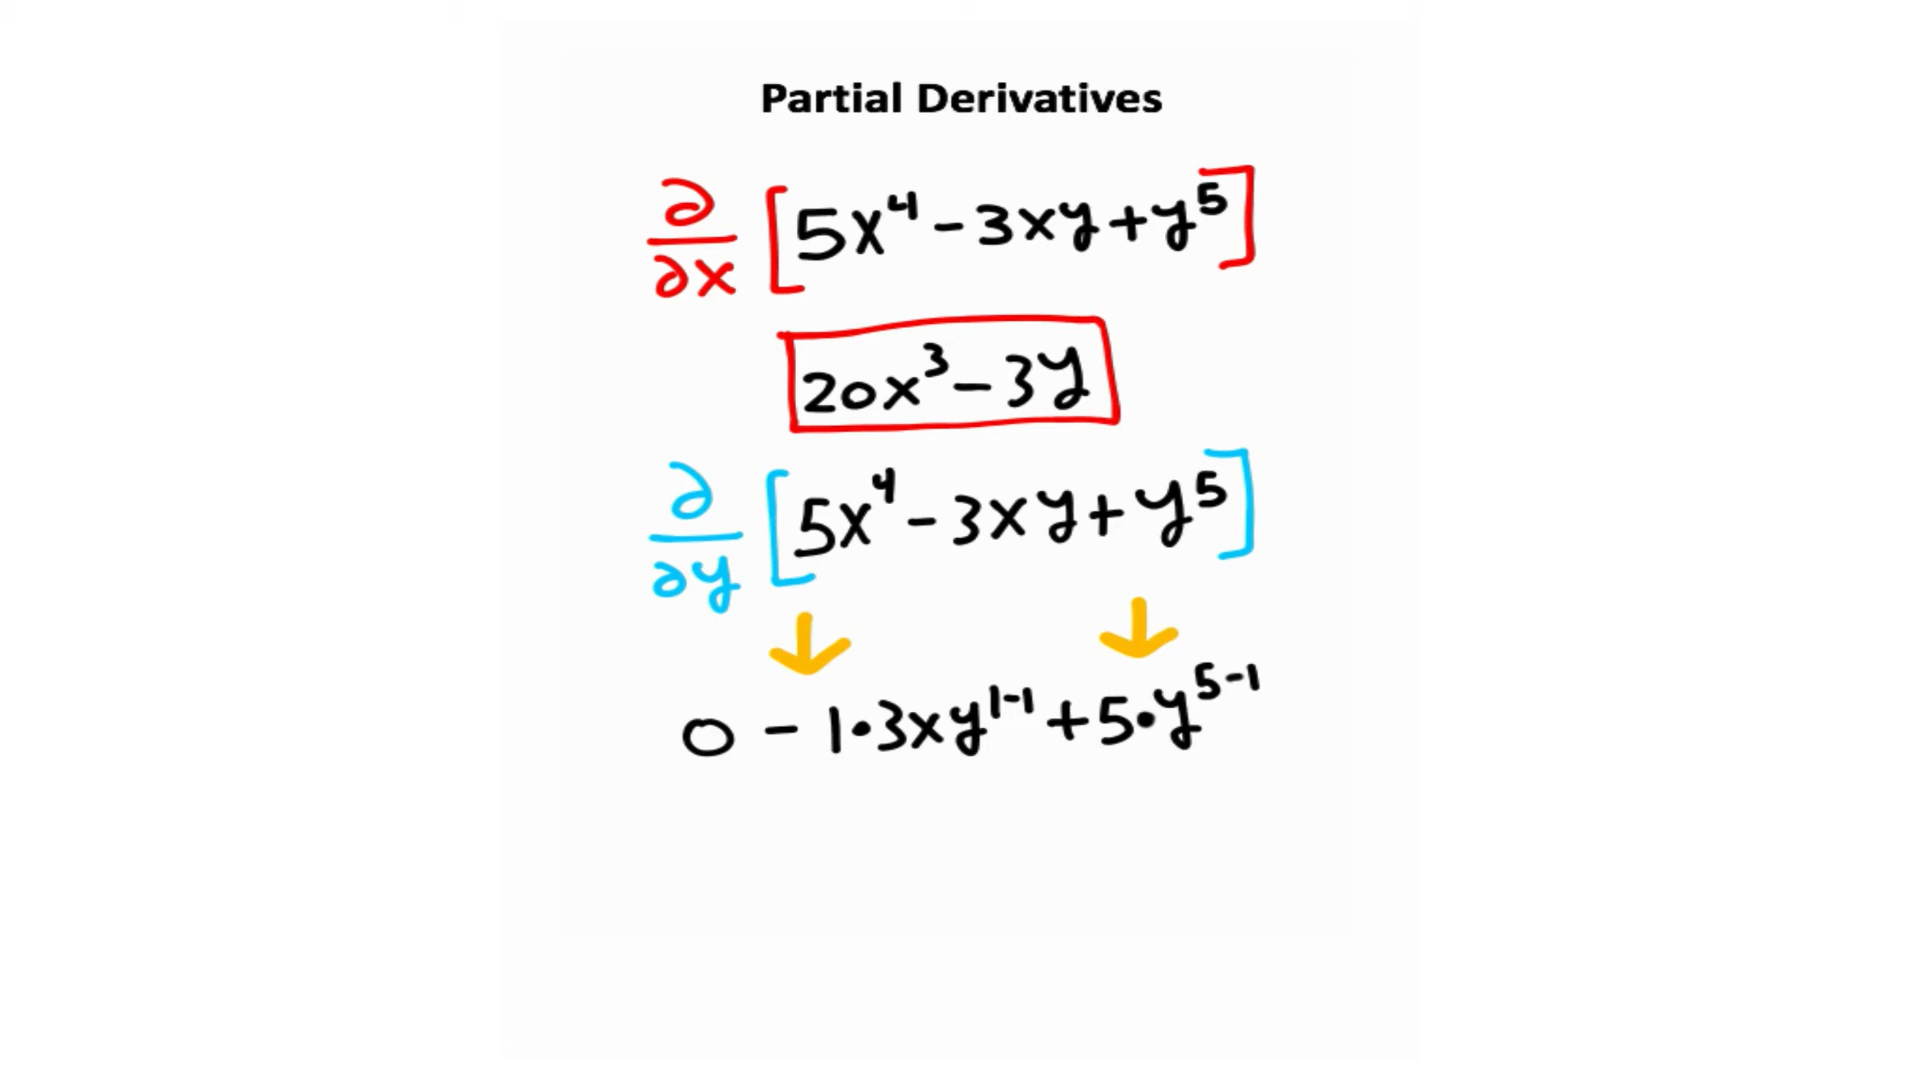 Partial Derivatives
∂/∂x [5x⁴ - 3xy + y⁵]
20x³ - 3y
∂/∂y [5x⁴ - 3xy + y⁵]
0 - 1·3xy¹⁻¹ + 5·y⁵⁻¹